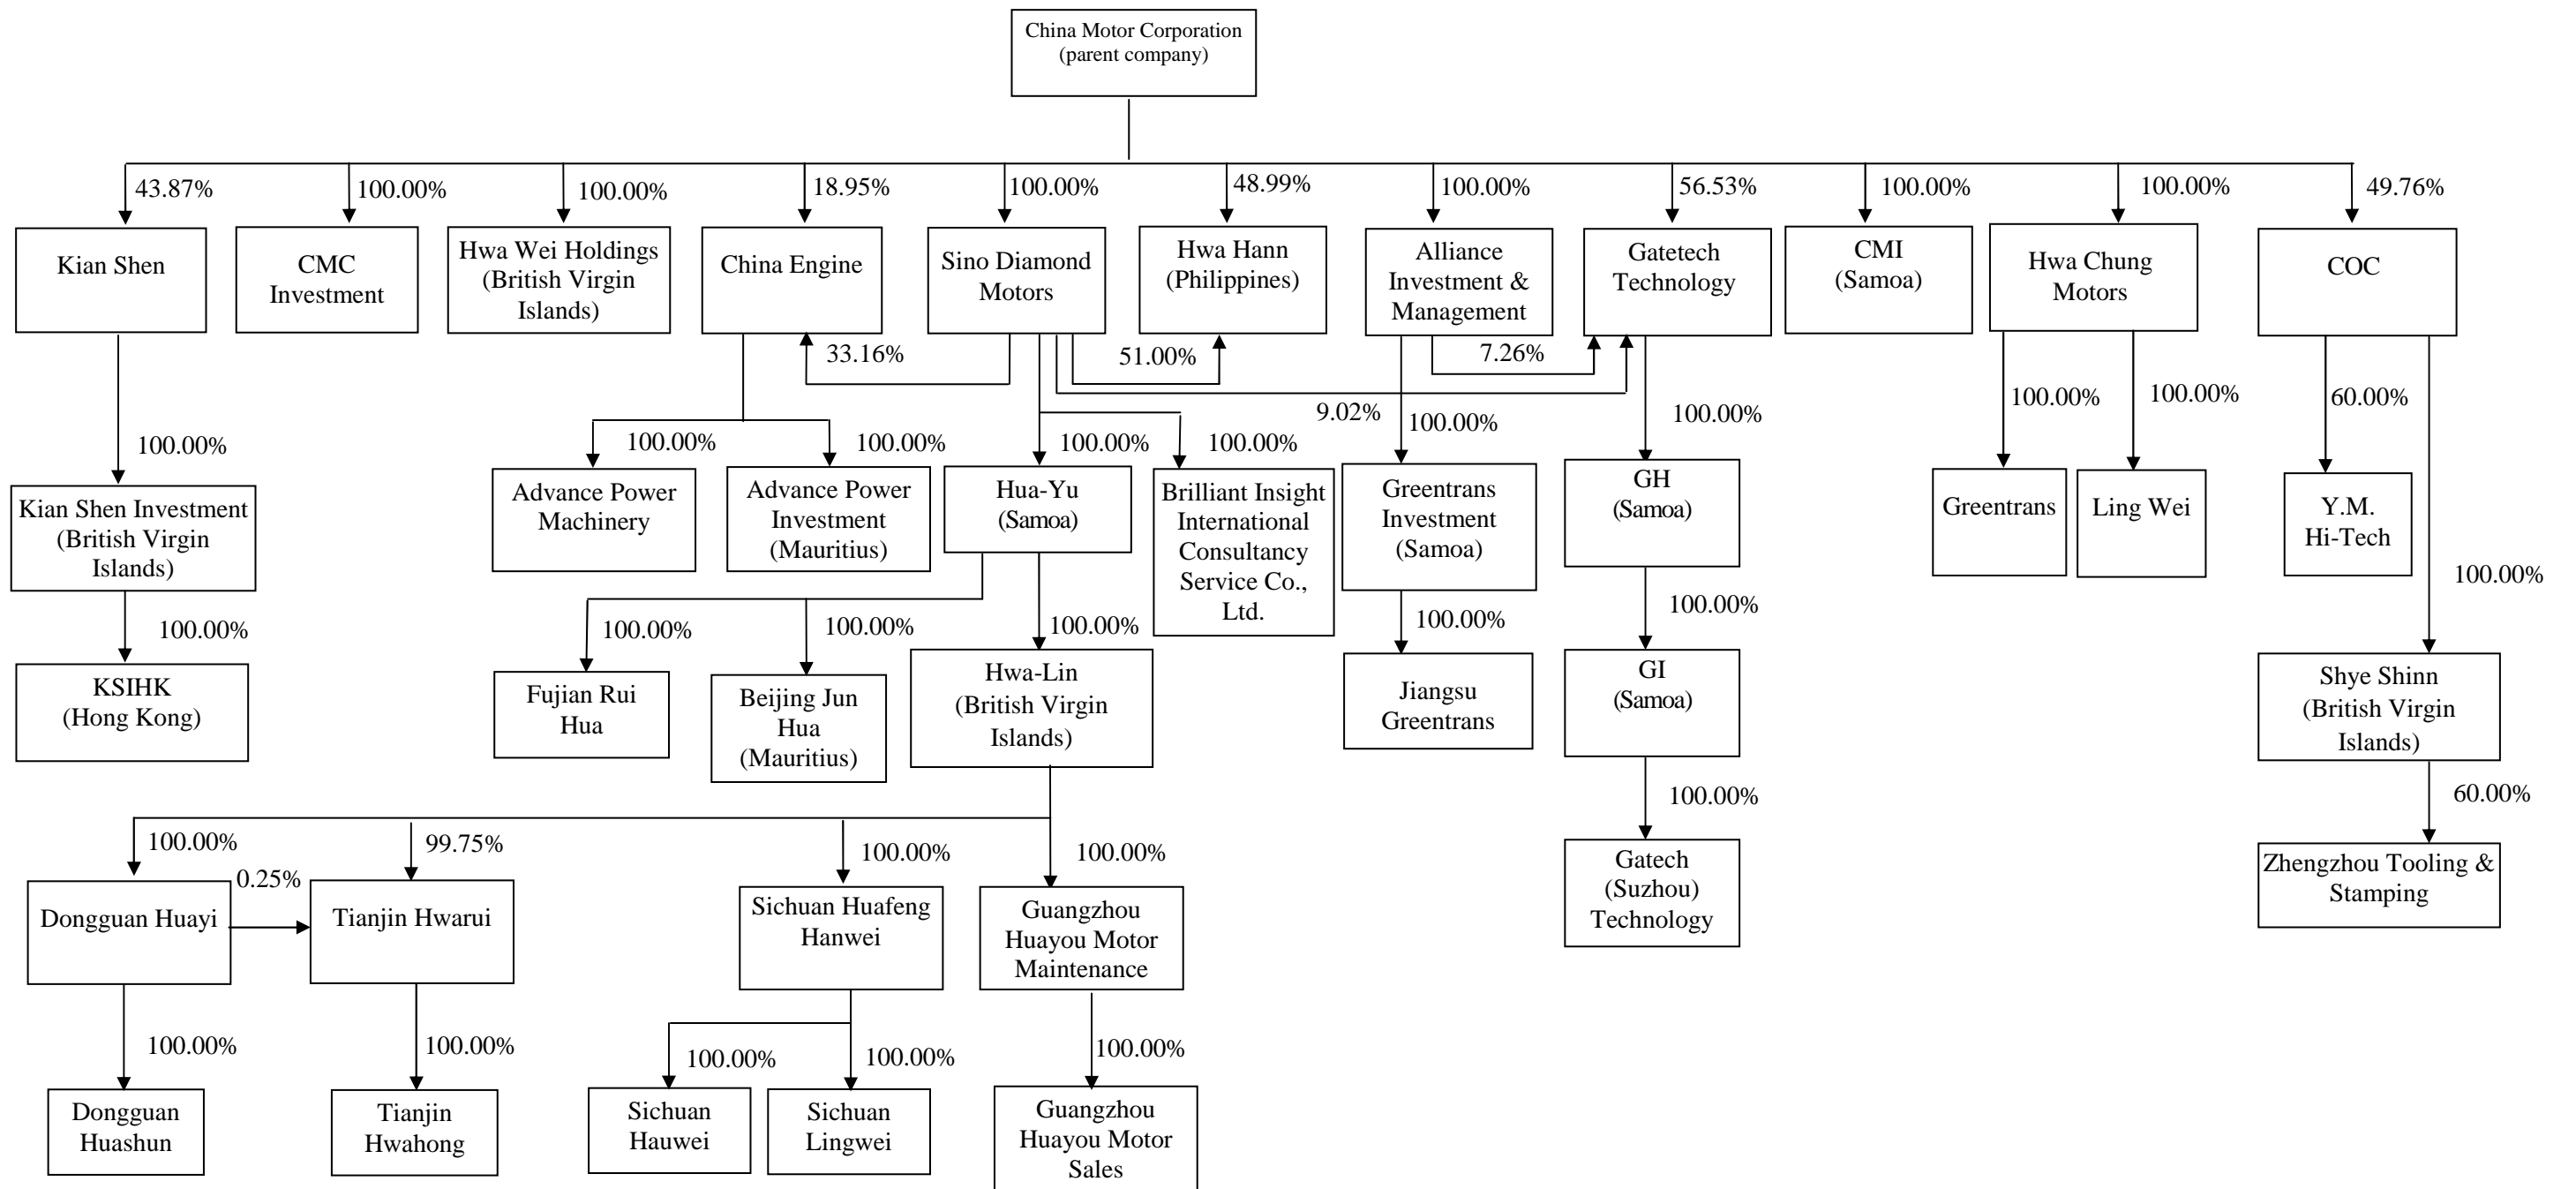 China Motor Corporation
(parent company)
43.87%
100.00%
100.00%
18.95%
100.00%
48.99%
100.00%
56.53%
100.00%
100.00%
49.76%
Kian Shen
CMC
Investment
Hwa Wei Holdings
(British Virgin
Islands)
China Engine
Sino Diamond
Motors
Hwa Hann
(Philippines)
Alliance
Investment &
Management
Gatetech
Technology
CMI
(Samoa)
Hwa Chung
Motors
COC
33.16%
51.00%
7.26%
9.02%
100.00%
100.00%
100.00%
100.00%
100.00%
100.00%
100.00%
100.00%
100.00%
60.00%
Kian Shen Investment
(British Virgin
Islands)
Advance Power
Machinery
Advance Power
Investment
(Mauritius)
Hua-Yu
(Samoa)
Brilliant Insight
International
Consultancy
Service Co.,
Ltd.
Greentrans
Investment
(Samoa)
GH
(Samoa)
Greentrans
Ling Wei
Y.M.
Hi-Tech
100.00%
100.00%
100.00%
100.00%
100.00%
100.00%
100.00%
KSIHK
(Hong Kong)
Fujian Rui
Hua
Beijing Jun
Hua
(Mauritius)
Hwa-Lin
(British Virgin
Islands)
Jiangsu
Greentrans
GI
(Samoa)
Shye Shinn
(British Virgin
Islands)
100.00%
99.75%
100.00%
100.00%
100.00%
60.00%
0.25%
Dongguan Huayi
Tianjin Hwarui
Sichuan Huafeng
Hanwei
Guangzhou
Huayou Motor
Maintenance
Gatech
(Suzhou)
Technology
Zhengzhou Tooling &
Stamping
100.00%
100.00%
100.00%
100.00%
100.00%
Dongguan
Huashun
Tianjin
Hwahong
Sichuan
Hauwei
Sichuan
Lingwei
Guangzhou
Huayou Motor
Sales